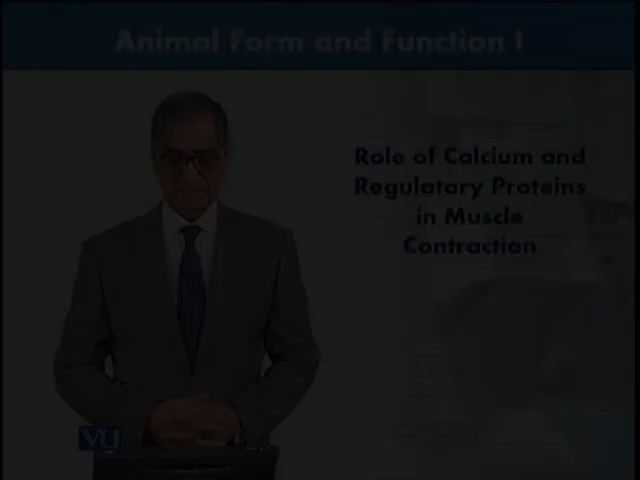 Animal Form and Function I
Role of Calcium and
Regulatory Proteins
in Muscle
Contraction
VU